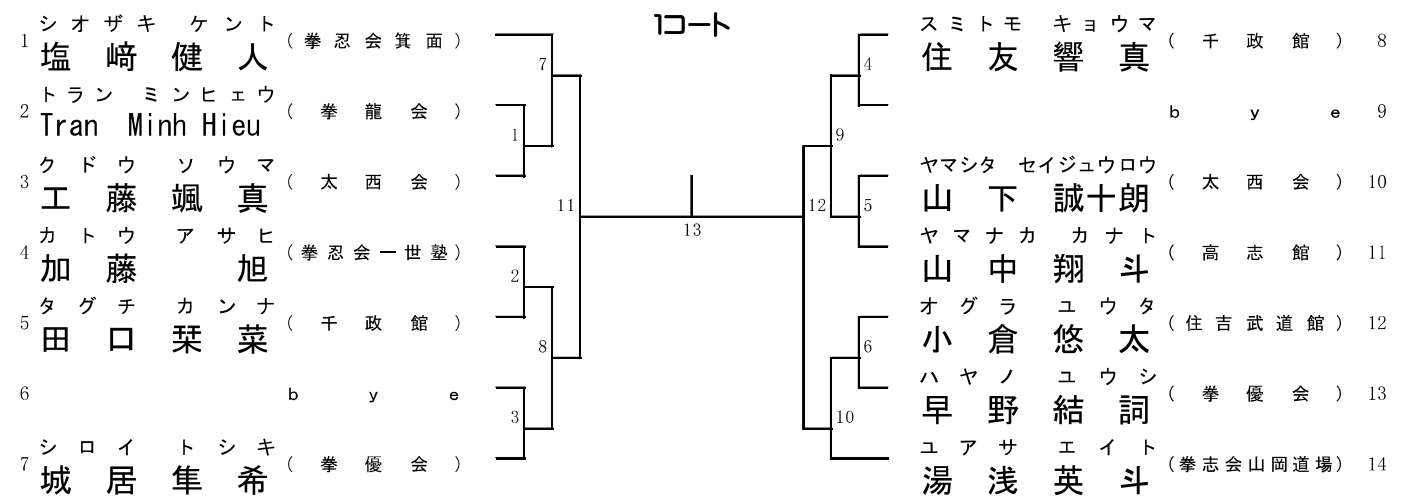 1コート
シオザキ ケント
1 塩﨑健人 (拳忍会箕面)
トラン ミンヒェウ
2 Tran Minh Hieu (拳龍会)
クドウ ソウマ
3 工藤颯真 (太西会)
カトウ アサヒ
4 加藤 旭 (拳忍会一世塾)
タグチ カンナ
5 田口栞菜 (千政館)
6 bye
シロイ トシキ
7 城居隼希 (拳優会)
7
1
11
2
8
3
13
4
9
12
5
6
10
スミトモ キョウマ
住友響真 (千政館) 8
bye 9
ヤマシタ セイジュウロウ
山下誠十朗 (太西会) 10
ヤマナカ カナト
山中翔斗 (高志館) 11
オグラ ユウタ
小倉悠太 (住吉武道館) 12
ハヤノ ユウシ
早野結詞 (拳優会) 13
ユアサ エイト
湯浅英斗 (拳志会山岡道場) 14